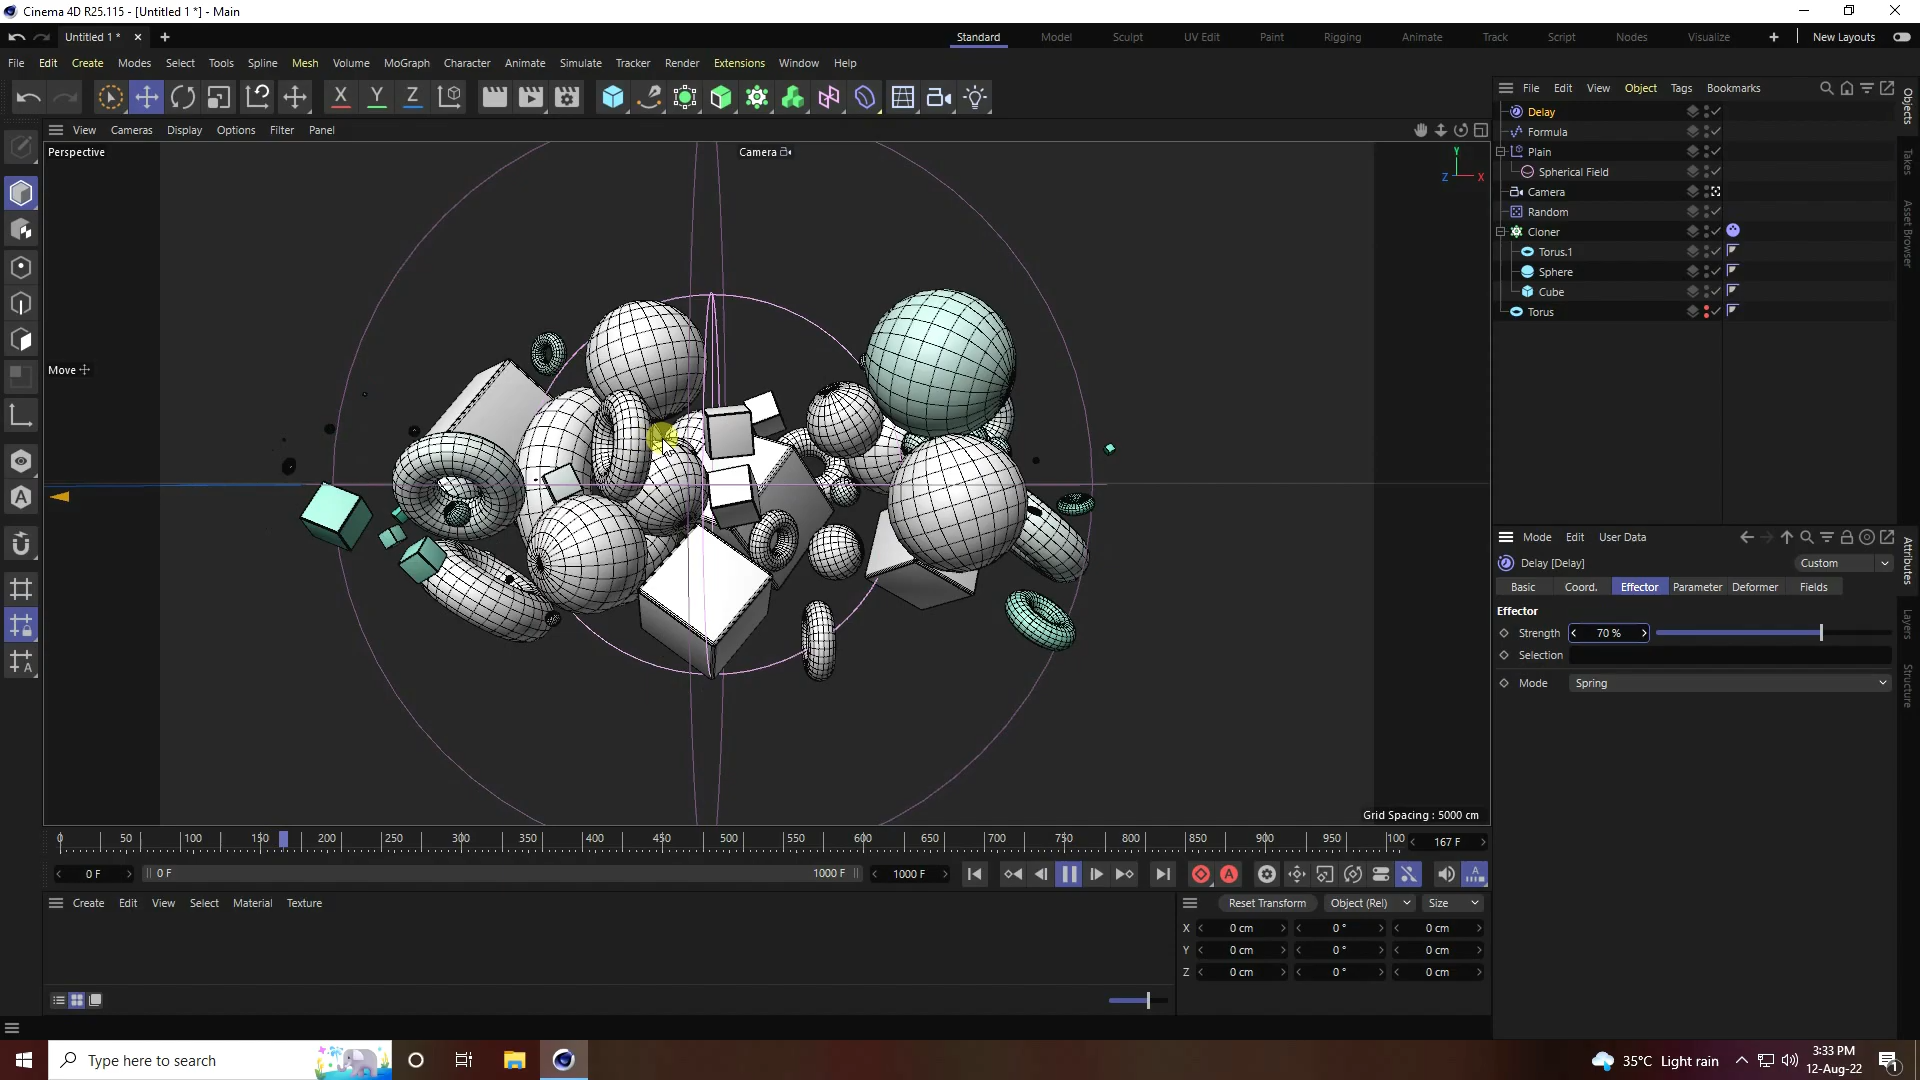 Cinema 4D R25.115 - [Untitled 1 *] - Main
Untitled 1 *
Standard Model Sculpt UV Edit Paint Rigging Animate Track Script Nodes Visualize New Layouts
File Edit Create Modes Select Tools Spline Mesh Volume MoGraph Character Animate Simulate Tracker Render Extensions Window Help
X Y Z
File Edit View Object Tags Bookmarks
View Cameras Display Options Filter Panel
Perspective
Camera
Y
Z X
Move
Grid Spacing : 5000 cm
Delay
Formula
Plain
Spherical Field
Camera
Random
Cloner
Torus.1
Sphere
Cube
Torus
Objects
Takes
Asset Browser
Mode Edit User Data
Delay [Delay]
Custom
Basic Coord. Effector Parameter Deformer Fields
Effector
Strength 70 %
Selection
Mode Spring
Attributes
Layers
Structure
0 50 100 150 200 250 300 350 400 450 500 550 600 650 700 750 800 850 900 950 100
167 F
0 F 0 F 1000 F 1000 F
Create Edit View Select Material Texture
Reset Transform Object (Rel) Size
X 0 cm 0 ° 0 cm
Y 0 cm 0 ° 0 cm
Z 0 cm 0 ° 0 cm
Type here to search
35°C Light rain
3:33 PM
12-Aug-22
1